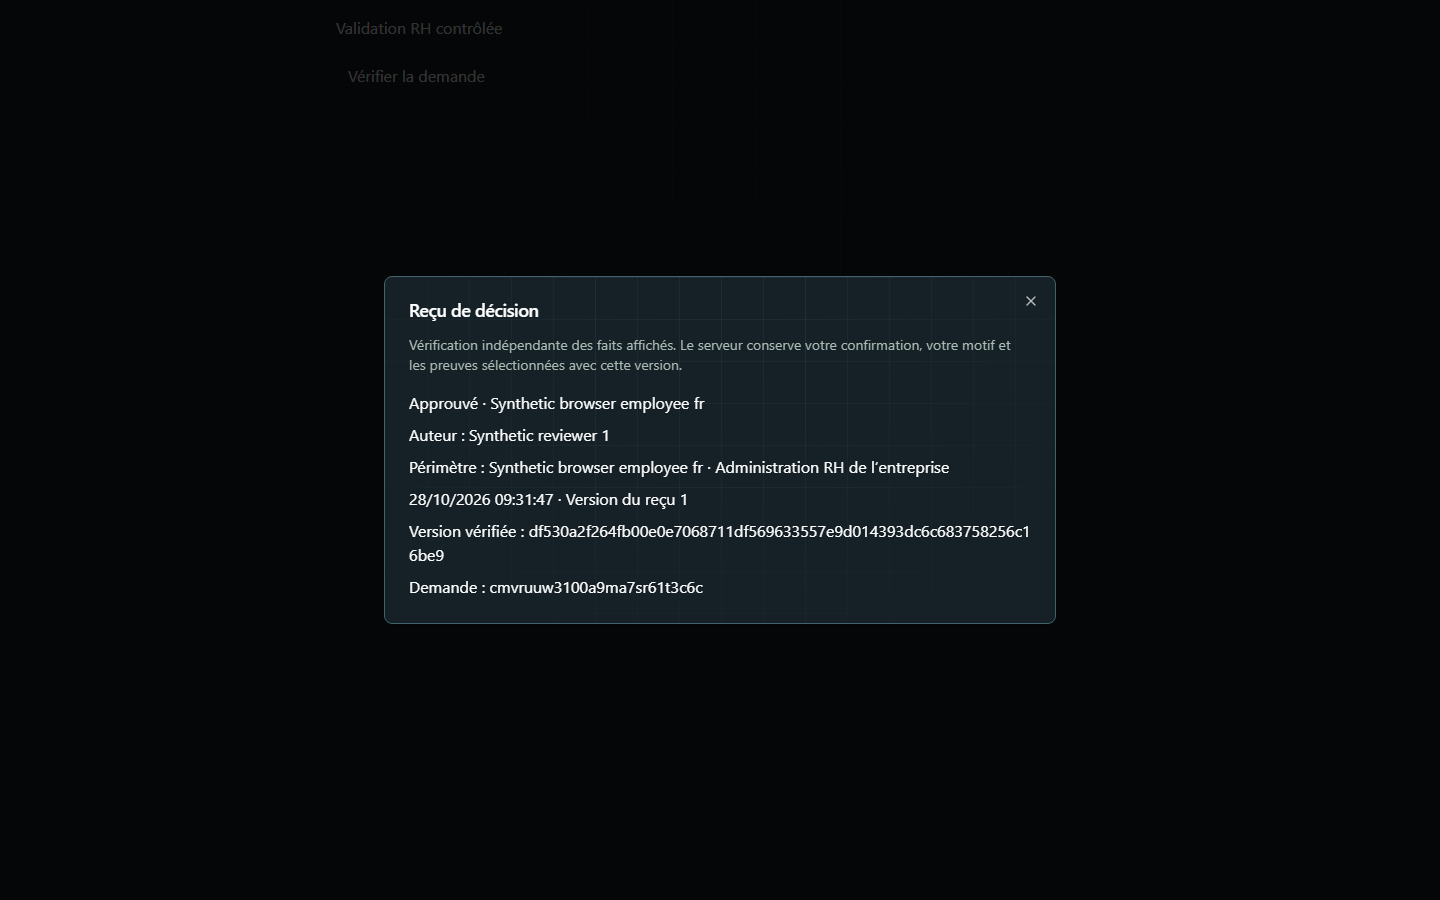 Validation RH contrôlée
Vérifier la demande
Reçu de décision
Vérification indépendante des faits affichés. Le serveur conserve votre confirmation, votre motif et
les preuves sélectionnées avec cette version.
Approuvé · Synthetic browser employee fr
Auteur : Synthetic reviewer 1
Périmètre : Synthetic browser employee fr · Administration RH de l’entreprise
28/10/2026 09:31:47 · Version du reçu 1
Version vérifiée : df530a2f264fb00e0e7068711df569633557e9d014393dc6c683758256c1
6be9
Demande : cmvruuw3100a9ma7sr61t3c6c